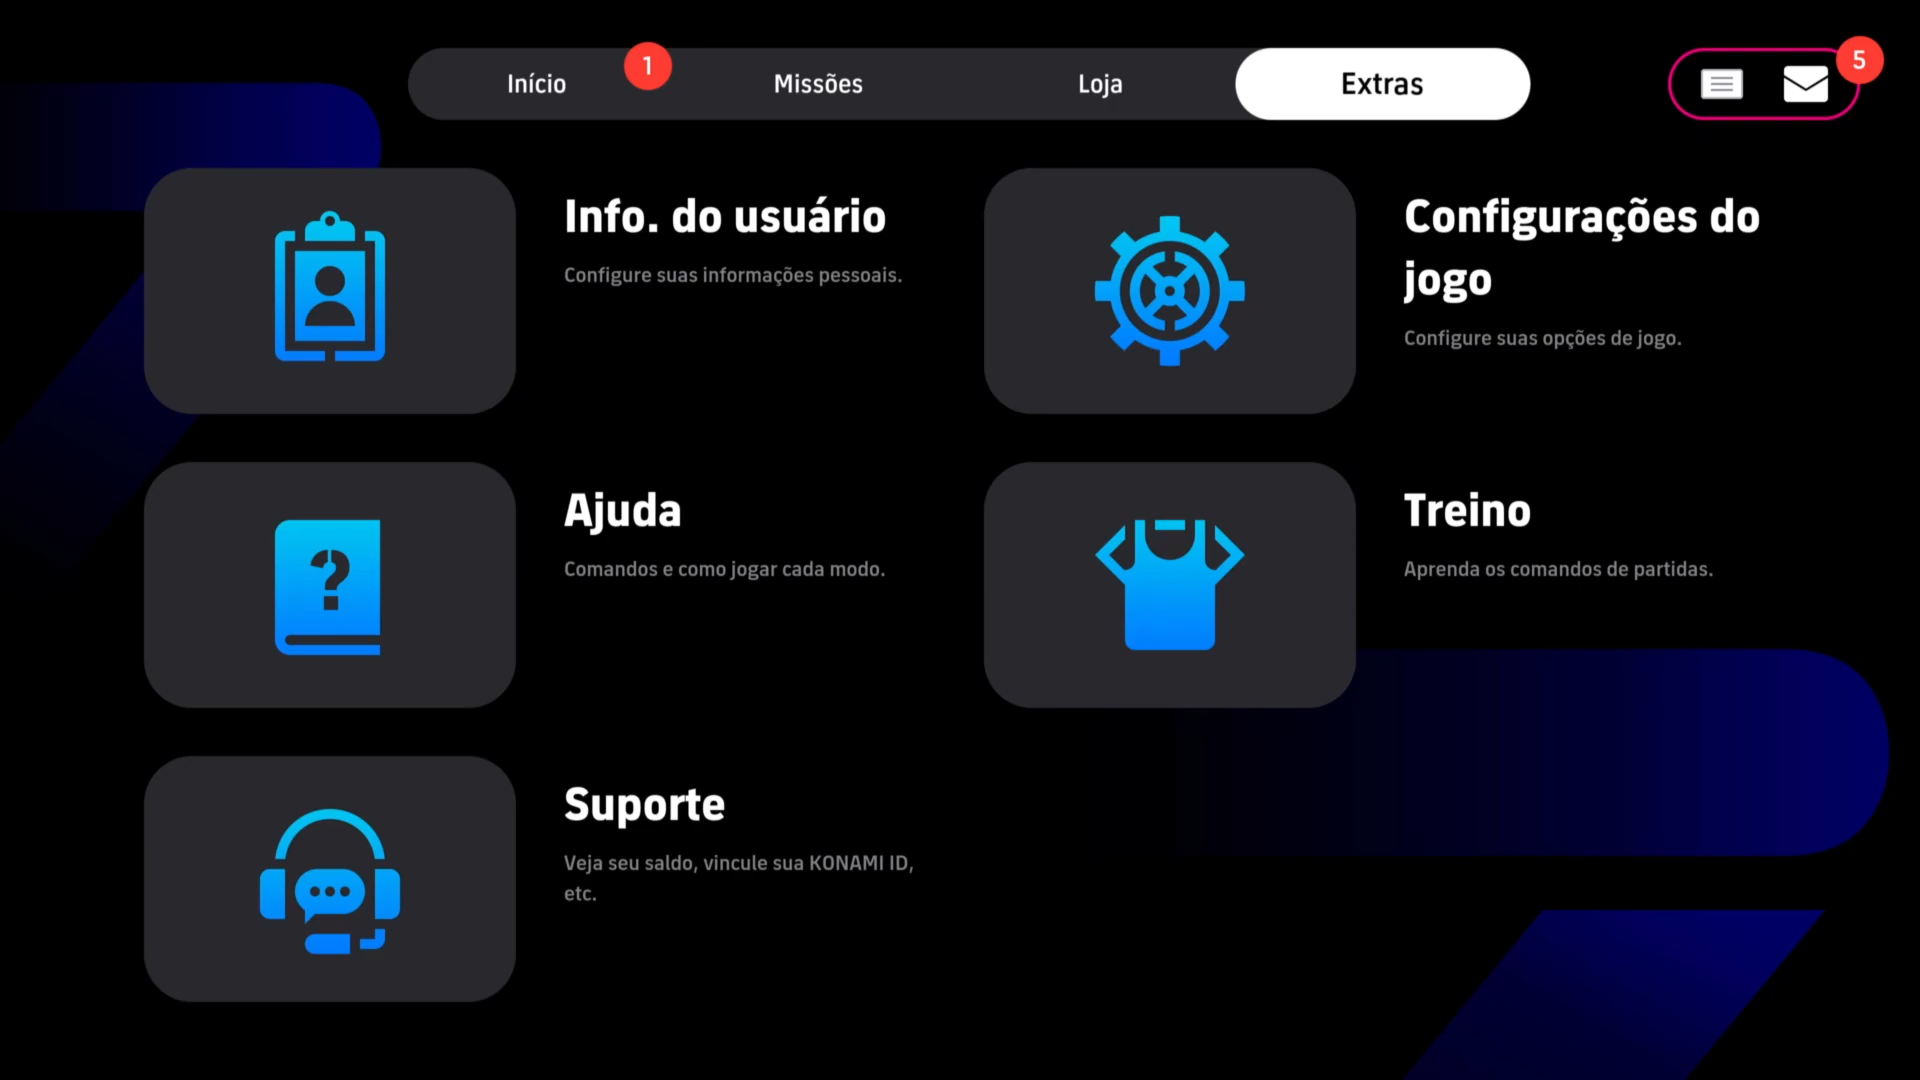 Início
1
Missões
Loja
Extras
5
Info. do usuário
Configure suas informações pessoais.
Configurações do
jogo
Configure suas opções de jogo.
Ajuda
Comandos e como jogar cada modo.
?
Treino
Aprenda os comandos de partidas.
Suporte
Veja seu saldo, vincule sua KONAMI ID,
etc.